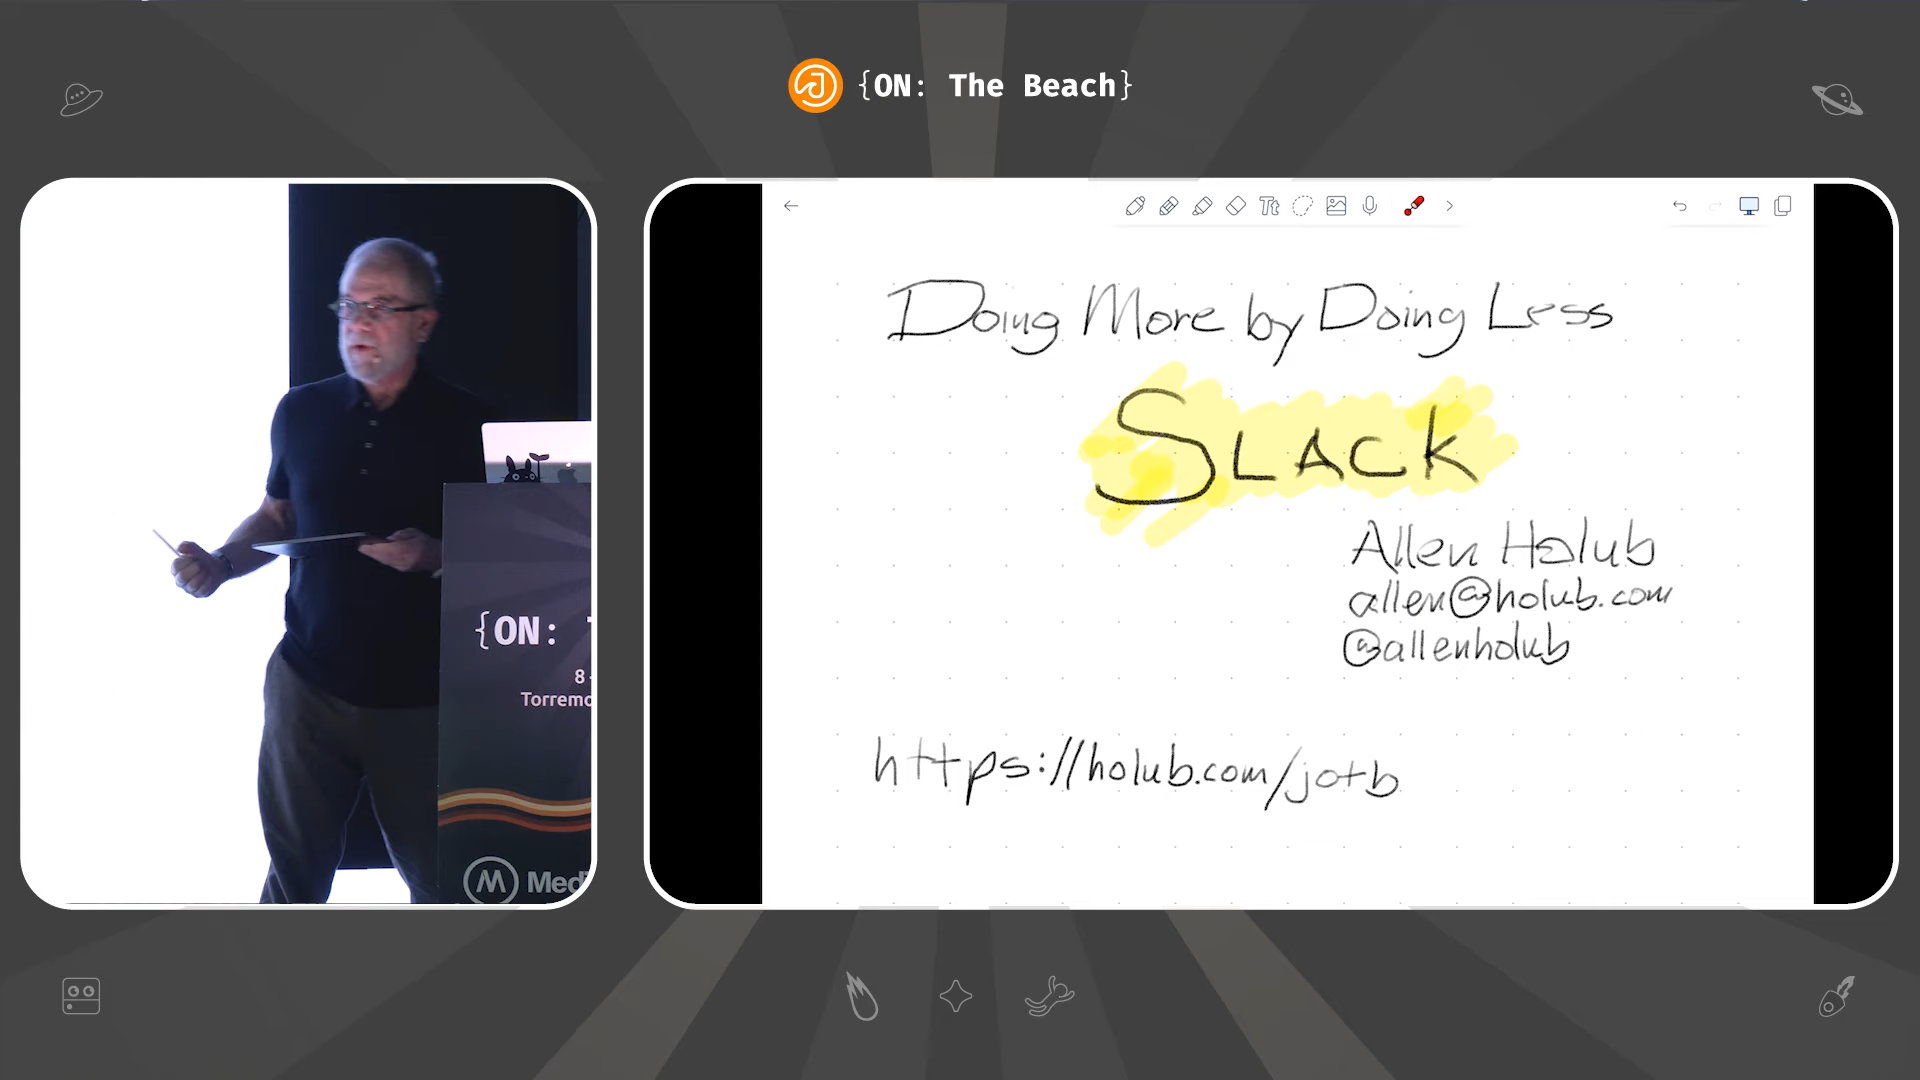 {ON: The Beach}
Doing More by Doing Less
SLACK
Allen Holub
allen@holub.com
@allenholub
https://holub.com/jotb
{ON:
8
Torremo
Med